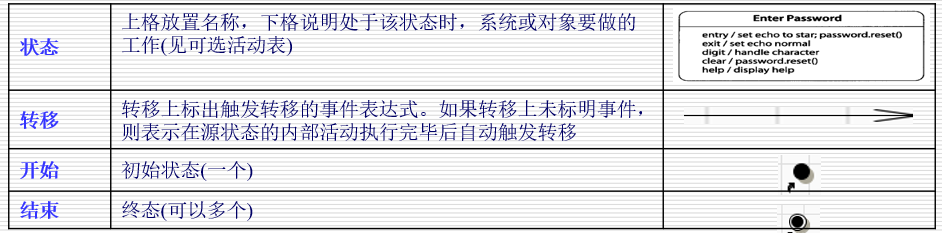 状态
上格放置名称，下格说明处于该状态时，系统或对象要做的
工作(见可选活动表)
Enter Password
entry / set echo to star; password.reset()
exit / set echo normal
digit / handle character
clear / password.reset()
help / display help
转移
转移上标出触发转移的事件表达式。如果转移上未标明事件，
则表示在源状态的内部活动执行完毕后自动触发转移
开始
初始状态(一个)
结束
终态(可以多个)